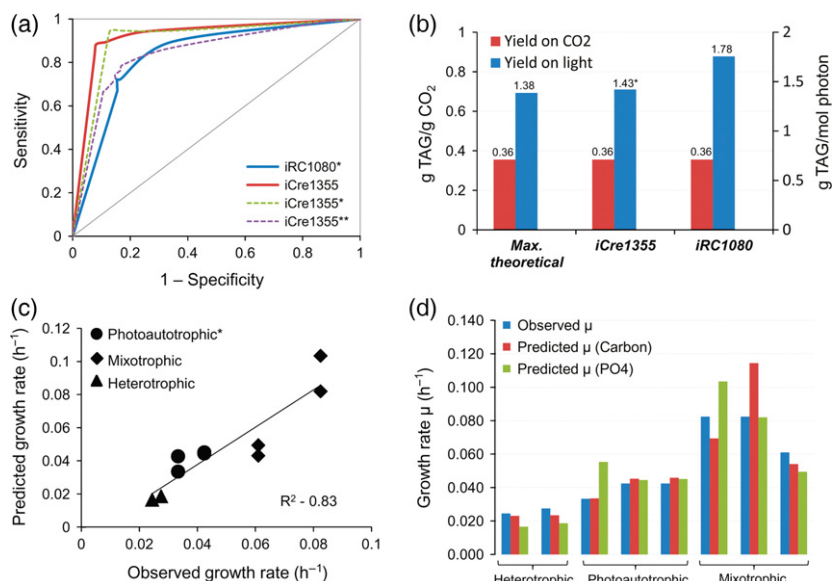 (a)
Sensitivity
1
0.8
0.6
0.4
0.2
0
0 0.2 0.4 0.6 0.8 1
1 – Specificity
iRC1080*
iCre1355
iCre1355*
iCre1355**
(b)
Yield on CO2
Yield on light
g TAG/g CO2
1
0.8
0.6
0.4
0.2
0
0.36 1.38 0.36 1.43* 0.36 1.78
Max. theoretical iCre1355 iRC1080
2
1.5
1
0.5
0
g TAG/mol photon
(c)
Predicted growth rate (h⁻¹)
0.12
0.1
0.08
0.06
0.04
0.02
0
Photoautotrophic*
Mixotrophic
Heterotrophic
R² - 0.83
0 0.02 0.04 0.06 0.08 0.1
Observed growth rate (h⁻¹)
(d)
Growth rate µ (h⁻¹)
0.140
0.120
0.100
0.080
0.060
0.040
0.020
0.000
Observed µ
Predicted µ (Carbon)
Predicted µ (PO4)
Heterotrophic Photoautotrophic Mixotrophic